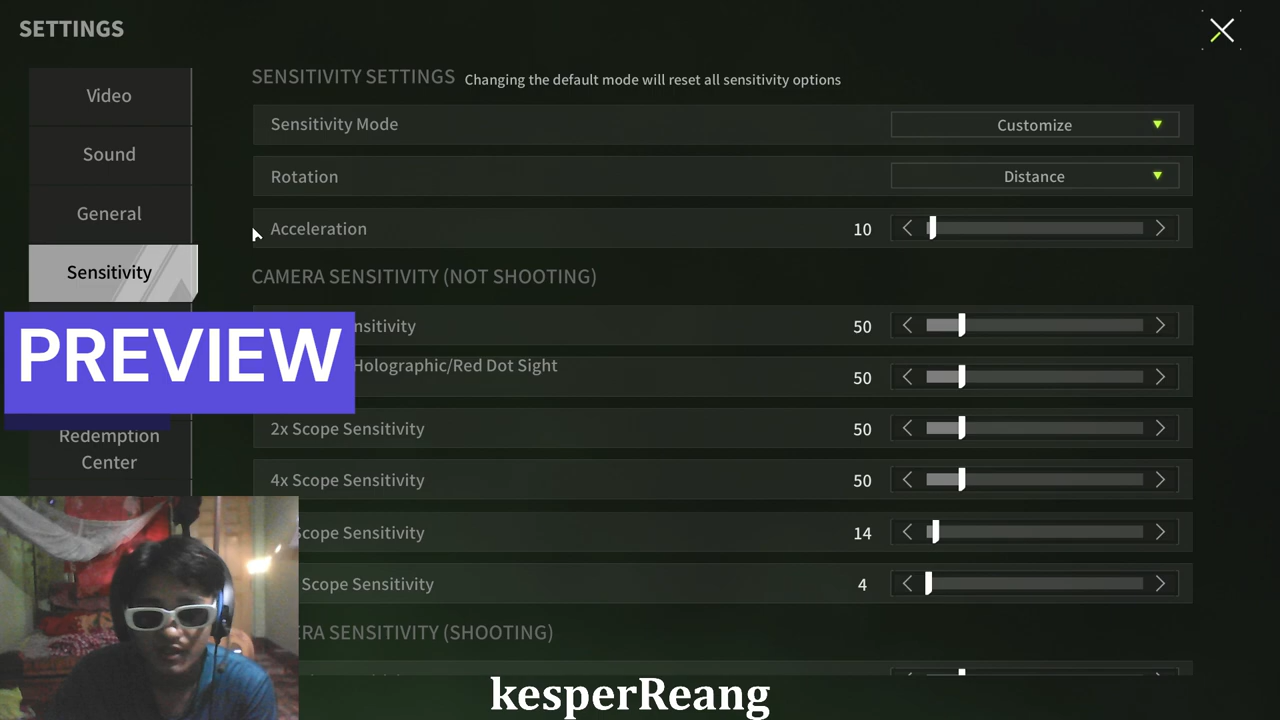 SETTINGS
Video
Sound
General
Sensitivity
PREVIEW
Redemption
Center
SENSITIVITY SETTINGS Changing the default mode will reset all sensitivity options
Sensitivity Mode Customize
Rotation Distance
Acceleration 10
CAMERA SENSITIVITY (NOT SHOOTING)
nsitivity 50
Holographic/Red Dot Sight 50
2x Scope Sensitivity 50
4x Scope Sensitivity 50
Scope Sensitivity 14
Scope Sensitivity 4
ERA SENSITIVITY (SHOOTING)
kesperReang